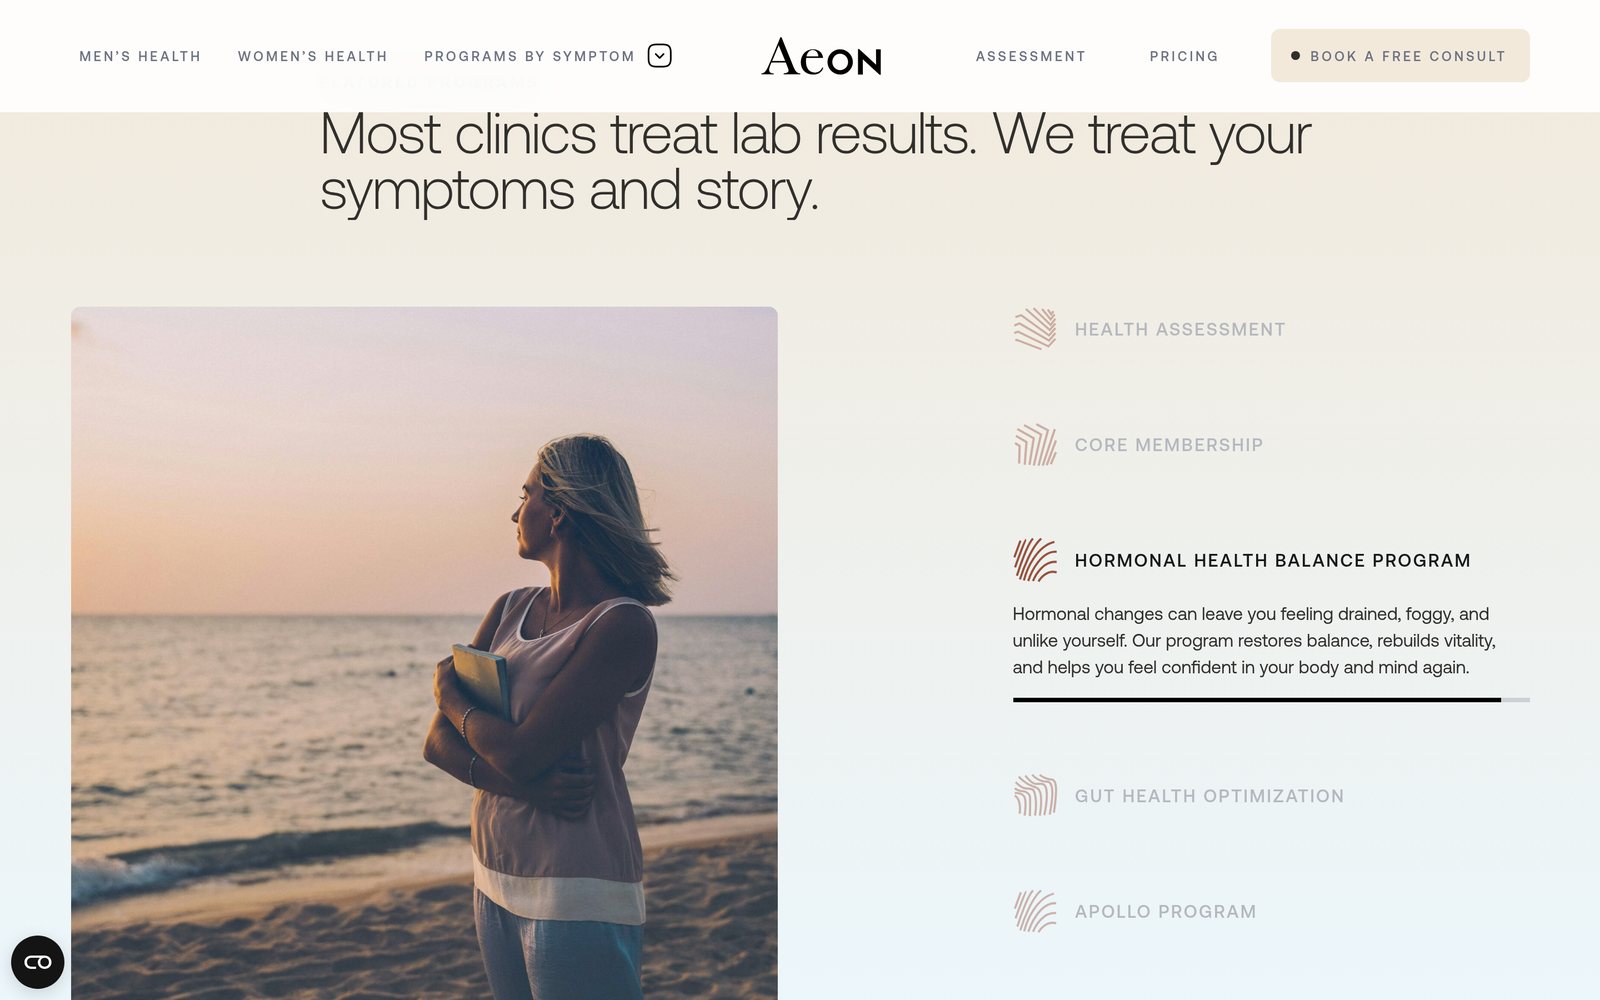 MEN'S HEALTH
WOMEN'S HEALTH
PROGRAMS BY SYMPTOM
AeON
ASSESSMENT
PRICING
BOOK A FREE CONSULT
FEATURED PROGRAMS
Most clinics treat lab results. We treat your
symptoms and story.
HEALTH ASSESSMENT
CORE MEMBERSHIP
HORMONAL HEALTH BALANCE PROGRAM
Hormonal changes can leave you feeling drained, foggy, and
unlike yourself. Our program restores balance, rebuilds vitality,
and helps you feel confident in your body and mind again.
GUT HEALTH OPTIMIZATION
APOLLO PROGRAM